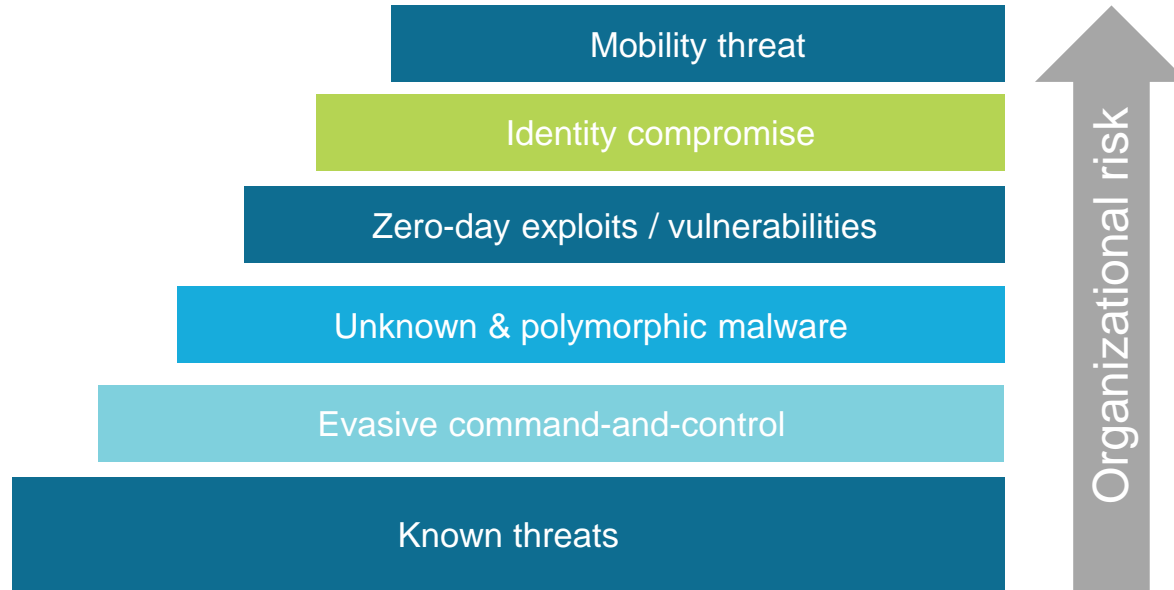 Mobility threat
Identity compromise
Zero-day exploits / vulnerabilities
Unknown & polymorphic malware
Evasive command-and-control
Known threats
Organizational risk